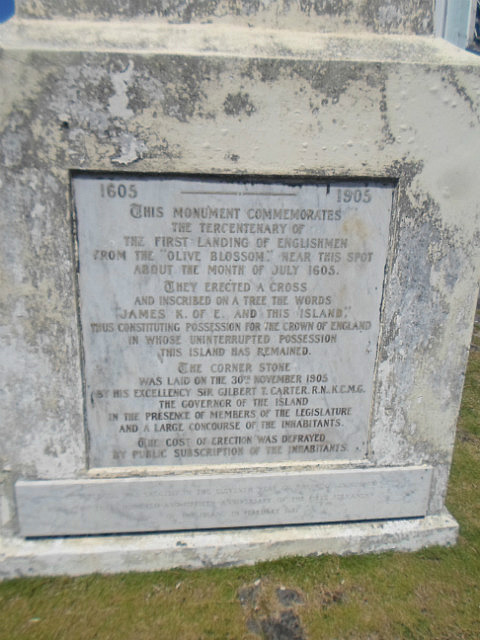 1605 1905
THIS MONUMENT COMMEMORATES
THE TERCENTENARY OF
THE FIRST LANDING OF ENGLISHMEN
FROM THE "OLIVE BLOSSOM." NEAR THIS SPOT
ABOUT THE MONTH OF JULY 1605.
THEY ERECTED A CROSS
AND INSCRIBED ON A TREE THE WORDS
"JAMES K. OF E. AND THIS ISLAND,"
THUS CONSTITUTING POSSESSION FOR THE CROWN OF ENGLAND
IN WHOSE UNINTERRUPTED POSSESSION
THIS ISLAND HAS REMAINED.
THE CORNER STONE
WAS LAID ON THE 30TH NOVEMBER 1905
BY HIS EXCELLENCY SIR GILBERT T. CARTER. R.N., K.C.M.G.
THE GOVERNOR OF THE ISLAND
IN THE PRESENCE OF MEMBERS OF THE LEGISLATURE
AND A LARGE CONCOURSE OF THE INHABITANTS.
THE COST OF ERECTION WAS DEFRAYED
BY PUBLIC SUBSCRIPTION OF THE INHABITANTS.
IN THE
ANNIVERSARY OF THE